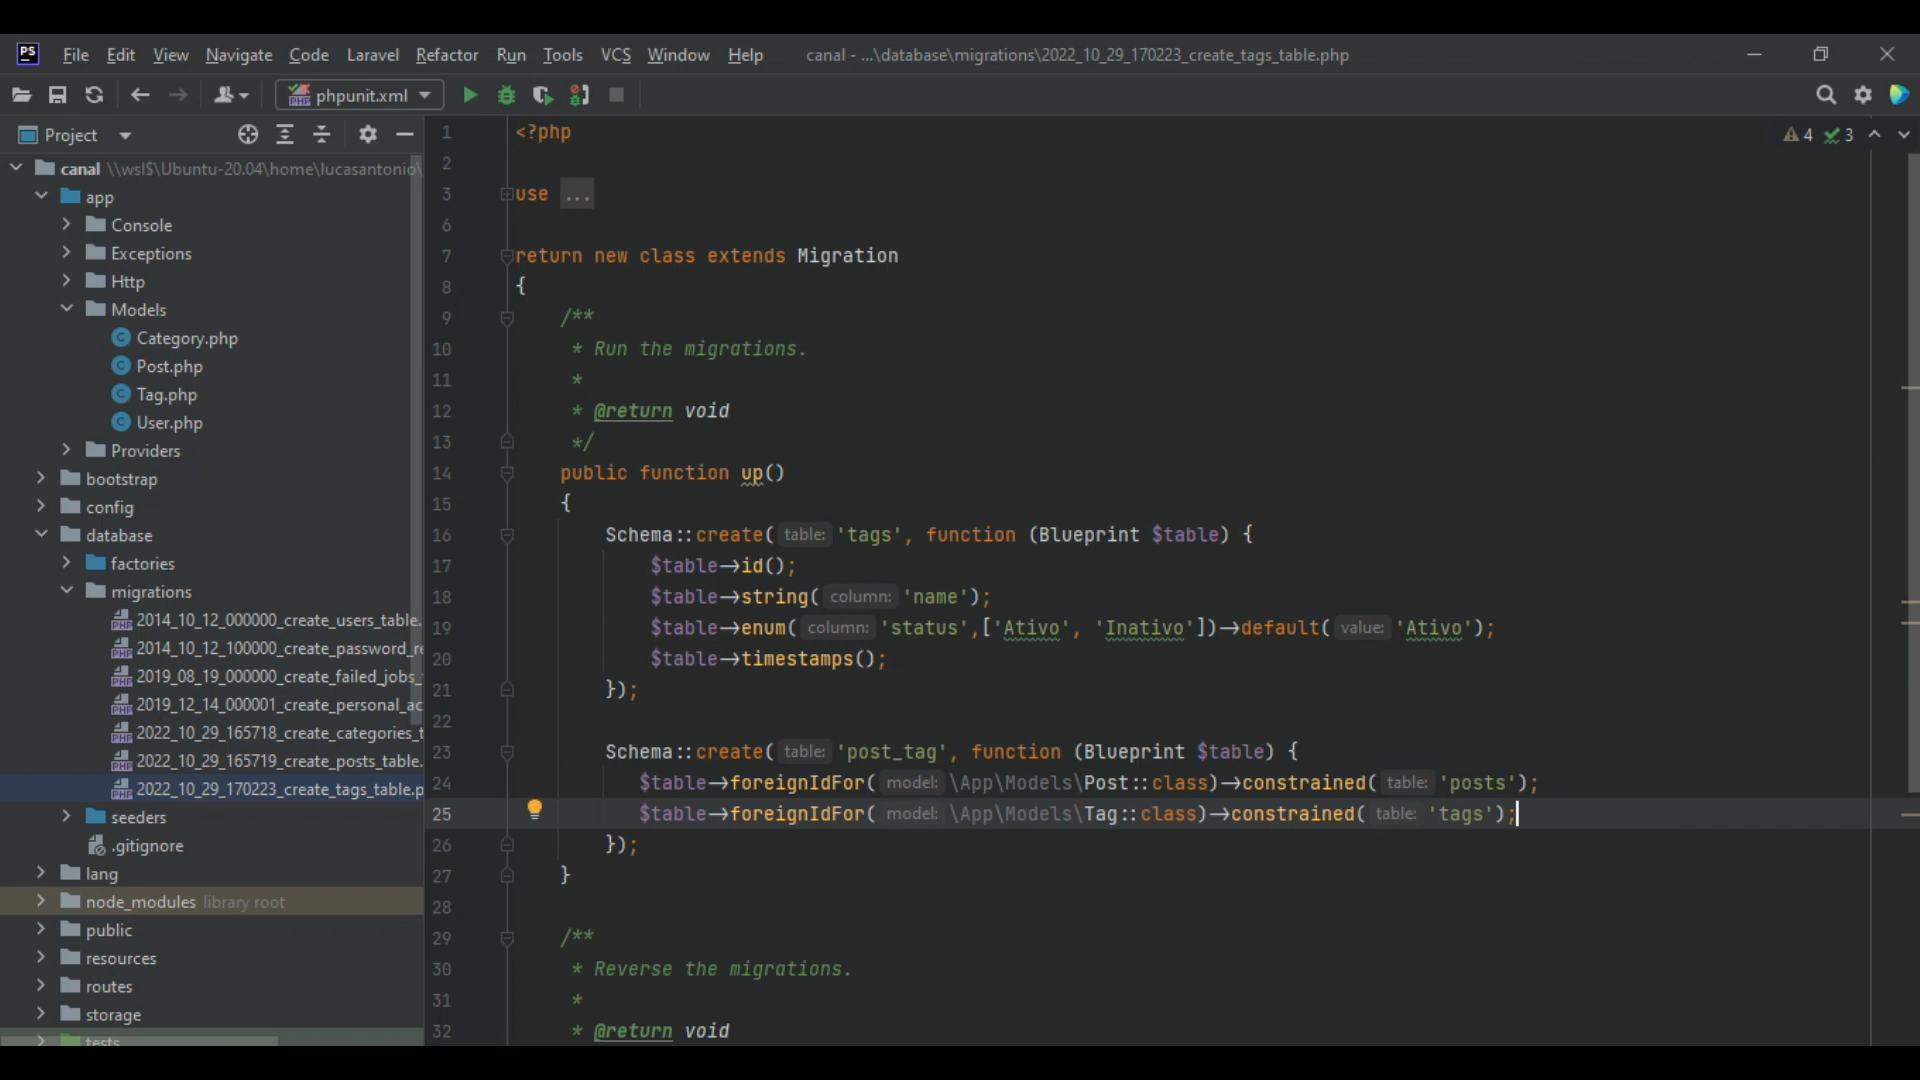 PS File Edit View Navigate Code Laravel Refactor Run Tools VCS Window Help canal - ...\database\migrations\2022_10_29_170223_create_tags_table.php
phpunit.xml
Project
canal \\wsl$\Ubuntu-20.04\home\lucasantonio\
app
Console
Exceptions
Http
Models
Category.php
Post.php
Tag.php
User.php
Providers
bootstrap
config
database
factories
migrations
2014_10_12_000000_create_users_table.
2014_10_12_100000_create_password_re
2019_08_19_000000_create_failed_jobs_
2019_12_14_000001_create_personal_ac
2022_10_29_165718_create_categories_t
2022_10_29_165719_create_posts_table.
2022_10_29_170223_create_tags_table.p
seeders
.gitignore
lang
node_modules library root
public
resources
routes
storage
tests
4 3
1 <?php
2
3 use ...
6
7 return new class extends Migration
8 {
9 /**
10 * Run the migrations.
11 *
12 * @return void
13 */
14 public function up()
15 {
16 Schema::create( table: 'tags', function (Blueprint $table) {
17 $table->id();
18 $table->string( column: 'name');
19 $table->enum( column: 'status',['Ativo', 'Inativo'])->default( value: 'Ativo');
20 $table->timestamps();
21 });
22
23 Schema::create( table: 'post_tag', function (Blueprint $table) {
24 $table->foreignIdFor( model: \App\Models\Post::class)->constrained( table: 'posts');
25 $table->foreignIdFor( model: \App\Models\Tag::class)->constrained( table: 'tags');
26 });
27 }
28
29 /**
30 * Reverse the migrations.
31 *
32 * @return void